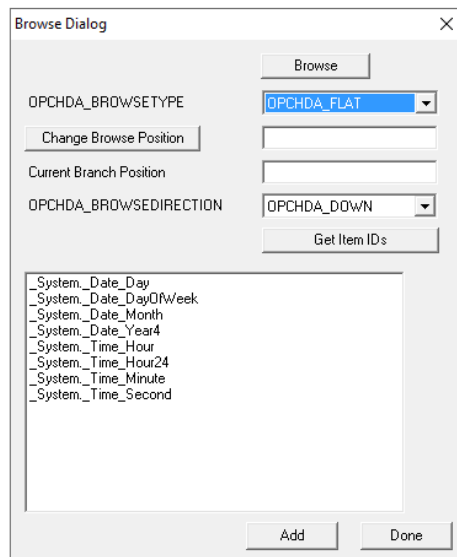 Browse Dialog
Browse
OPCHDA_BROWSETYPE OPCHDA_FLAT
Change Browse Position
Current Branch Position
OPCHDA_BROWSEDIRECTION OPCHDA_DOWN
Get Item IDs
_System._Date_Day
_System._Date_DayOfWeek
_System._Date_Month
_System._Date_Year4
_System._Time_Hour
_System._Time_Hour24
_System._Time_Minute
_System._Time_Second
Add Done